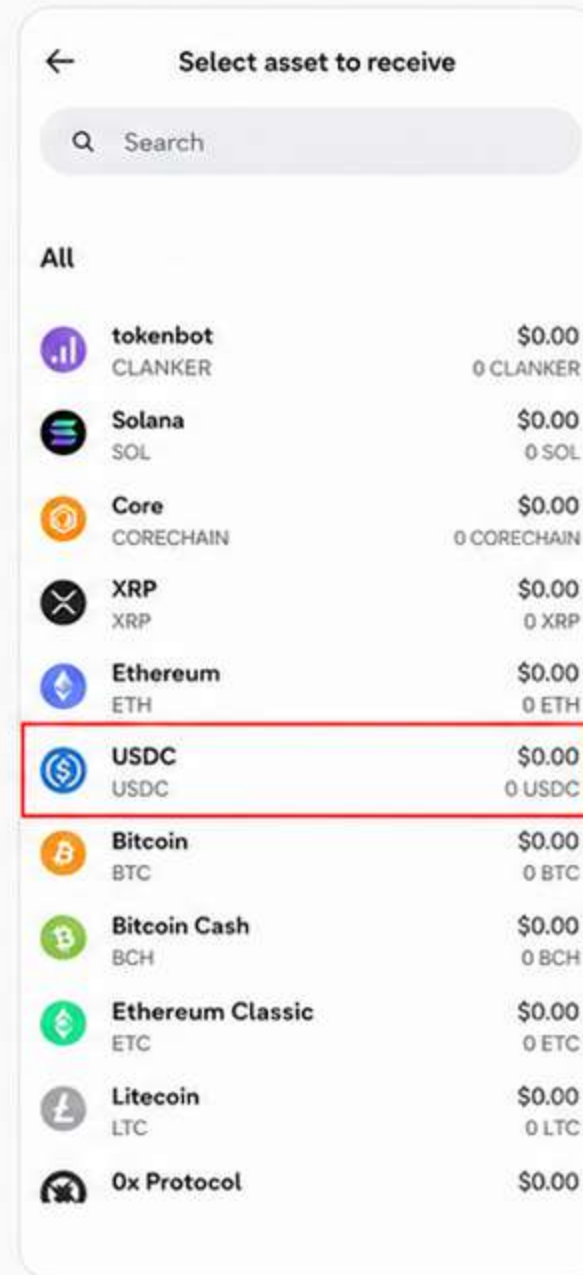 Select asset to receive
Search
All
tokenbot $0.00
CLANKER 0 CLANKER
Solana $0.00
SOL 0 SOL
Core $0.00
CORECHAIN 0 CORECHAIN
XRP $0.00
XRP 0 XRP
Ethereum $0.00
ETH 0 ETH
USDC $0.00
USDC 0 USDC
Bitcoin $0.00
BTC 0 BTC
Bitcoin Cash $0.00
BCH 0 BCH
Ethereum Classic $0.00
ETC 0 ETC
Litecoin $0.00
LTC 0 LTC
0x Protocol $0.00